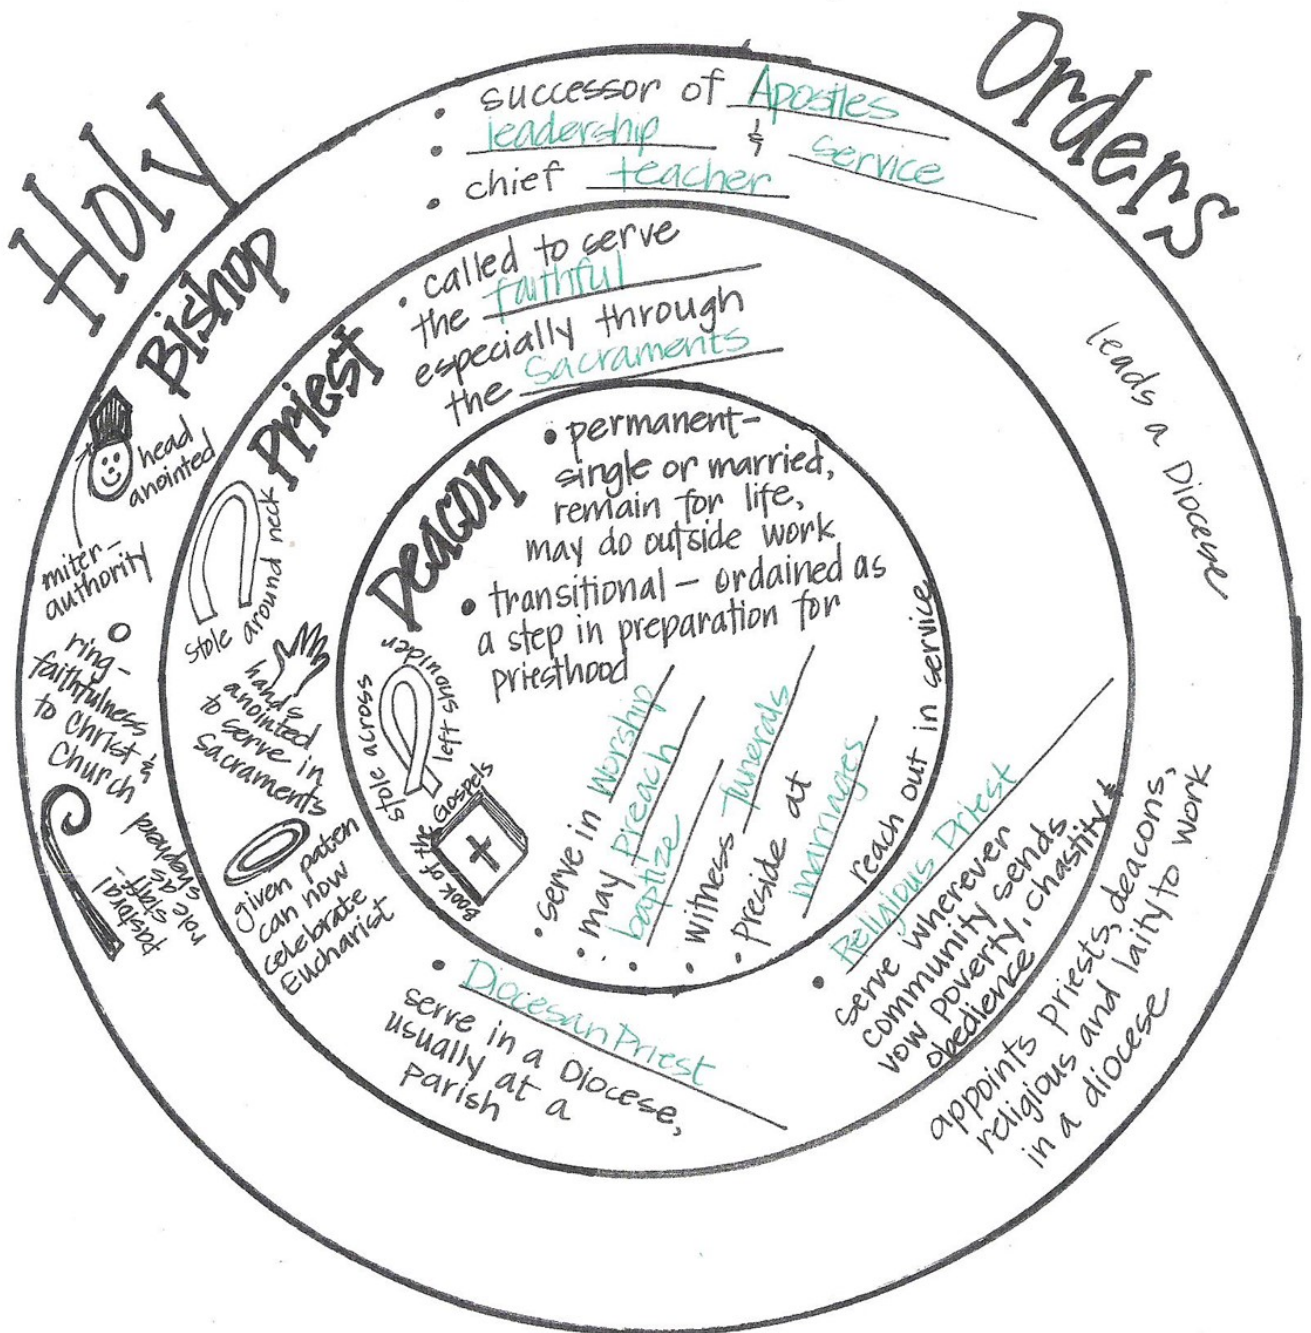 Holy
Orders
Bishop
• successor of Apostles
• leadership & service
• chief teacher
leads a Diocese
appoints priests, deacons,
religious and laity to work
in a diocese
head
anointed
miter-
authority
ring-
faithfulness
to Christ &
Church
pastoral
staff-
role as
shepherd
Priest
• called to serve
the faithful
especially through
the Sacraments
stole around neck
hands
anointed
to serve in
Sacraments
given paten
can now
celebrate
Eucharist
• Diocesan Priest
serve in a Diocese,
usually at a
parish
• Religious Priest
serve wherever
community sends
vow poverty, chastity &
obedience
Deacon
• permanent-
single or married,
remain for life,
may do outside work
• transitional - ordained as
a step in preparation for
priesthood
stole across
left shoulder
Book of the Gospels
• serve in Worship
• may preach
• baptize
• witness funerals
• preside at
marriages
reach out in service